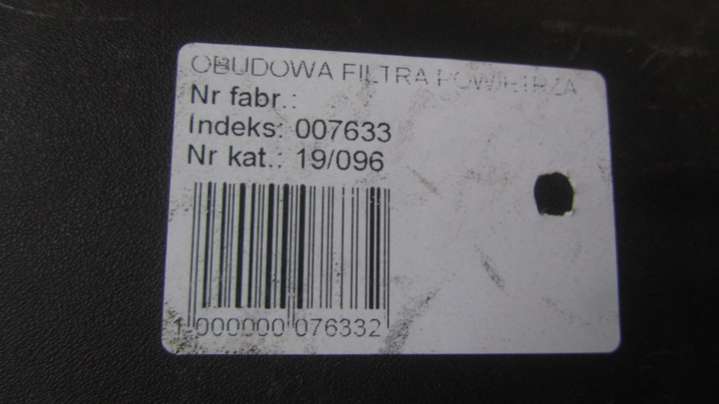 OBUDOWA FILTRA POWIETRZA
Nr fabr.:
Indeks: 007633
Nr kat.: 19/096
1 000000 076332